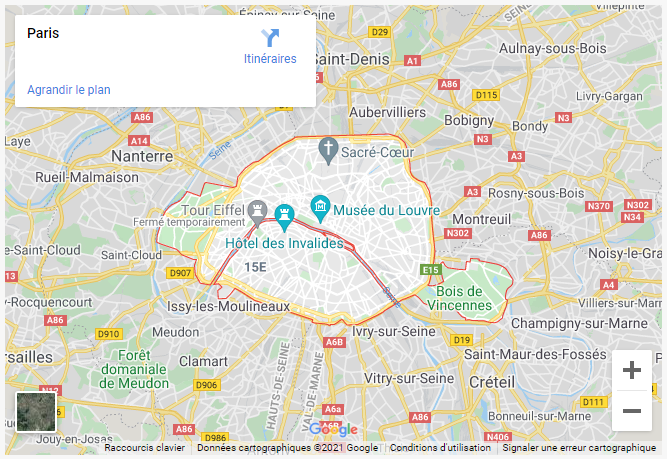 Paris
Itinéraires
Agrandir le plan
Épinay-sur-Seine
Villepinte
D29
Saint-Denis
A1
Aulnay-sous-Bois
A86
D115
Livry-Gargan
Aubervilliers
N3
Bobigny
Bondy
N3
A86
A14
Laye
Nanterre
Seine
Sacré-Cœur
A3
Rueil-Malmaison
Rosny-sous-Bois
N370
N302
N34
Tour Eiffel
Fermé temporairement
Musée du Louvre
Montreuil
N302
A86
Hôtel des Invalides
e-Saint-Cloud
Saint-Cloud
Noisy-le-Gra
15E
E15
D907
A4
Bois de
Vincennes
Seine
y-Rocquencourt
Issy-les-Moulineaux
Villiers-sur-Marne
A86
Champigny-sur-Marne
D910
Meudon
Ivry-sur-Seine
A6B
D19
ersailles
Forêt
domaniale
de Meudon
Clamart
Saint-Maur-des-Fossés
Vitry-sur-Seine
Créteil
N12
D906
HAUTS-DE-SEINE
VAL-DE-MARNE
D111
A6a
A86
A86
Bonneuil-sur-Marne
Jouy-en-Josas
D986
N406
Google
Raccourcis clavier
Données cartographiques ©2021 Google
Conditions d'utilisation
Signaler une erreur cartographique